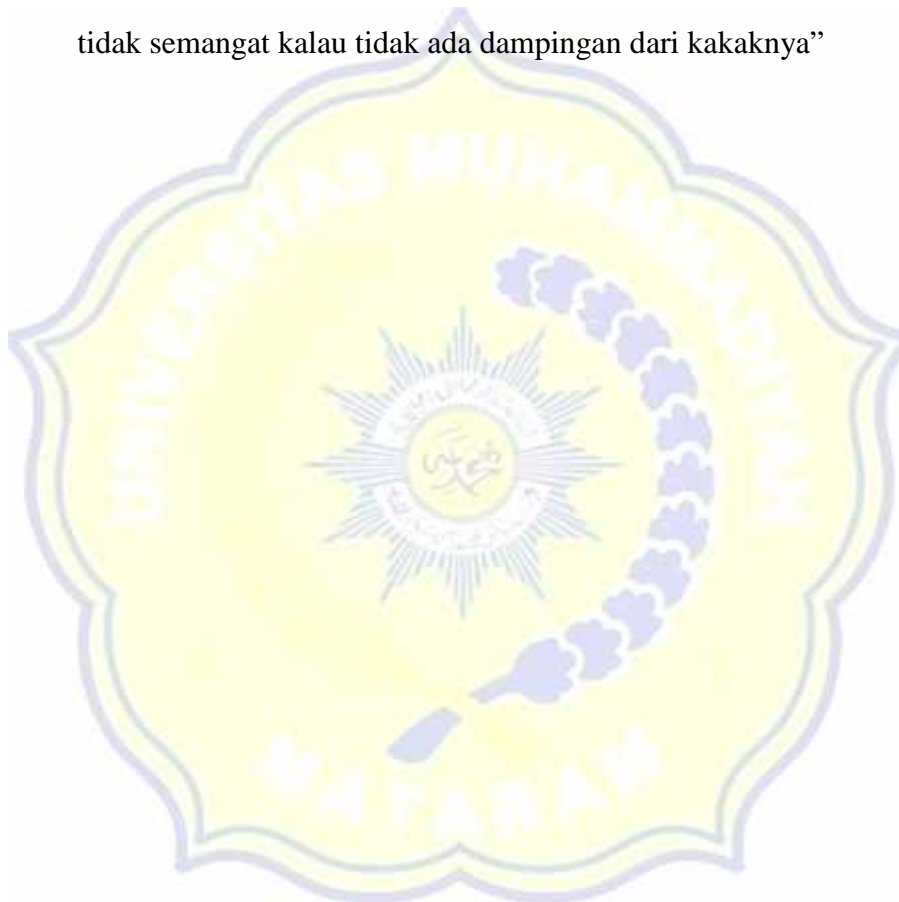 tidak semangat kalau tidak ada dampingan dari kakaknya”
UNIVERSITAS MUHAMMADIYAH
MATARAM